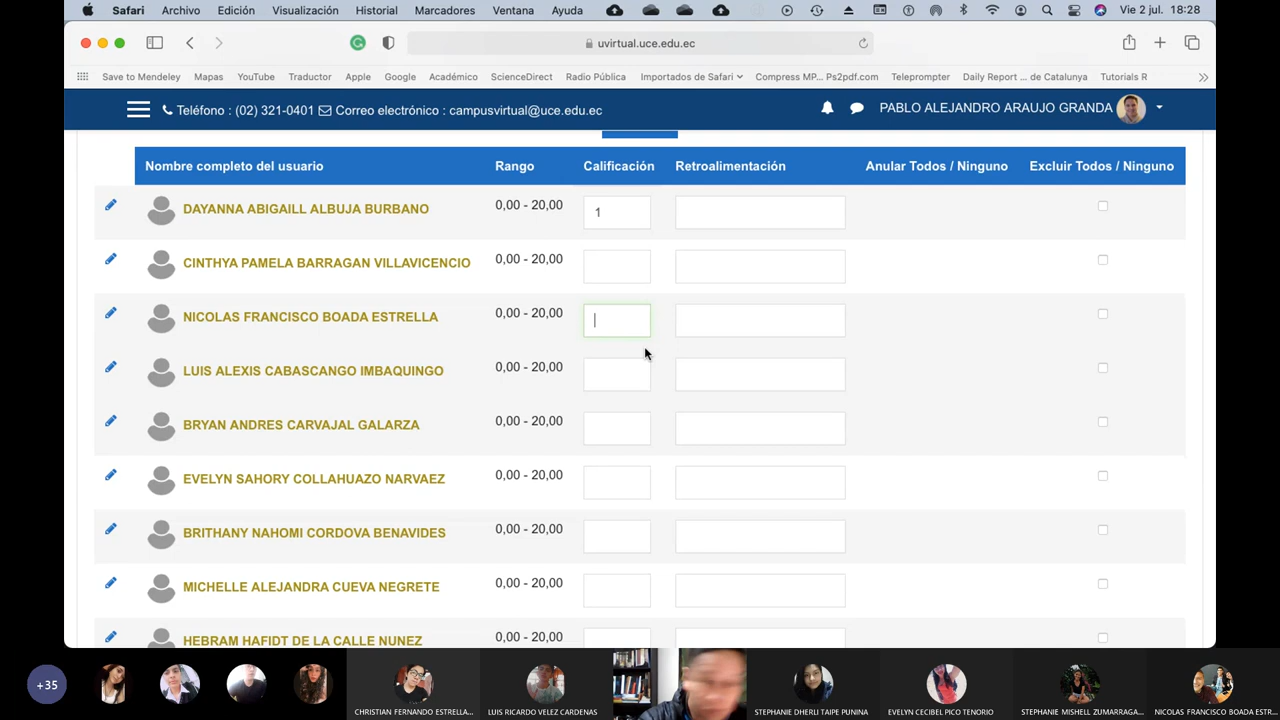 Safari Archivo Edición Visualización Historial Marcadores Ventana Ayuda Vie 2 jul. 18:28
uvirtual.uce.edu.ec
Save to Mendeley Mapas YouTube Traductor Apple Google Académico ScienceDirect Radio Pública Importados de Safari Compress MP... Ps2pdf.com Teleprompter Daily Report ... de Catalunya Tutorials R
Teléfono : (02) 321-0401 Correo electrónico : campusvirtual@uce.edu.ec PABLO ALEJANDRO ARAUJO GRANDA
Nombre completo del usuario Rango Calificación Retroalimentación Anular Todos / Ninguno Excluir Todos / Ninguno
DAYANNA ABIGAILL ALBUJA BURBANO 0,00 - 20,00 1
CINTHYA PAMELA BARRAGAN VILLAVICENCIO 0,00 - 20,00
NICOLAS FRANCISCO BOADA ESTRELLA 0,00 - 20,00
LUIS ALEXIS CABASCANGO IMBAQUINGO 0,00 - 20,00
BRYAN ANDRES CARVAJAL GALARZA 0,00 - 20,00
EVELYN SAHORY COLLAHUAZO NARVAEZ 0,00 - 20,00
BRITHANY NAHOMI CORDOVA BENAVIDES 0,00 - 20,00
MICHELLE ALEJANDRA CUEVA NEGRETE 0,00 - 20,00
HEBRAM HAFIDT DE LA CALLE NUNEZ 0,00 - 20,00
+35 CHRISTIAN FERNANDO ESTRELLA... LUIS RICARDO VELEZ CARDENAS STEPHANIE DHERLI TAIPE PUNINA EVELYN CECIBEL PICO TENORIO STEPHANIE MISHELL ZUMARRAGA... NICOLAS FRANCISCO BOADA ESTR...